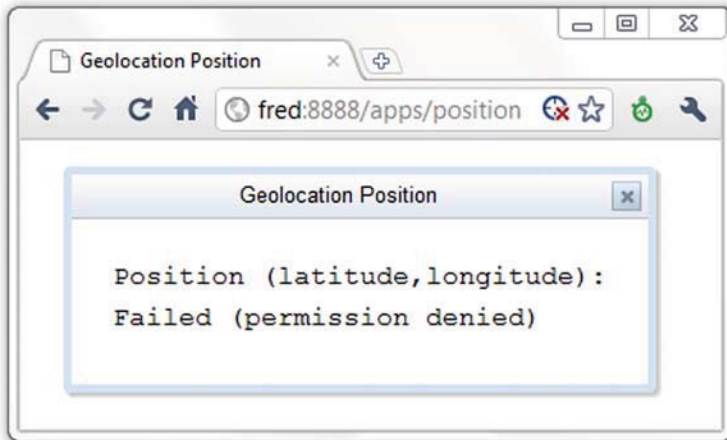 Geolocation Position
fred:8888/apps/position
Geolocation Position
Position (latitude,longitude):
Failed (permission denied)